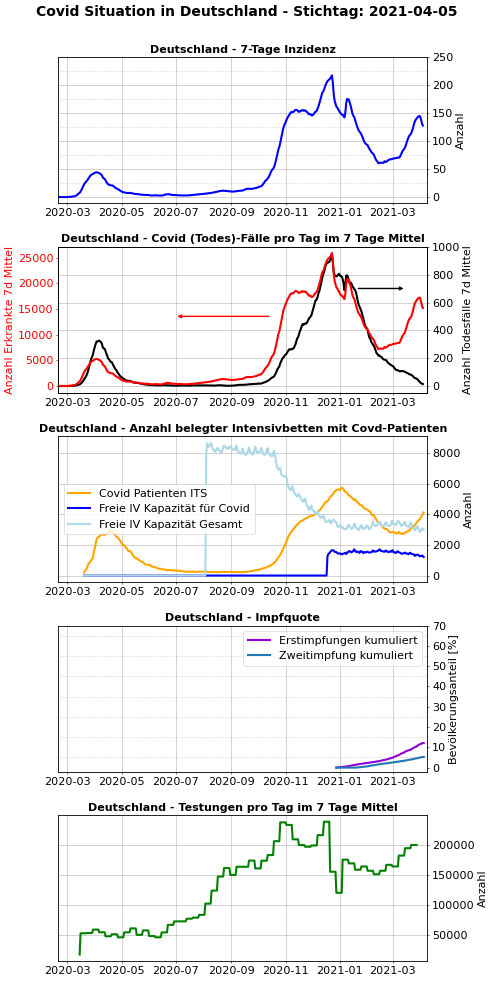 Covid Situation in Deutschland - Stichtag: 2021-04-05
Deutschland - 7-Tage Inzidenz
250
200
150
100
50
0
Anzahl
2020-03 2020-05 2020-07 2020-09 2020-11 2021-01 2021-03
Deutschland - Covid (Todes)-Fälle pro Tag im 7 Tage Mittel
Anzahl Erkrankte 7d Mittel
25000
20000
15000
10000
5000
0
1000
800
600
400
200
0
Anzahl Todesfälle 7d Mittel
2020-03 2020-05 2020-07 2020-09 2020-11 2021-01 2021-03
Deutschland - Anzahl belegter Intensivbetten mit Covd-Patienten
Covid Patienten ITS
Freie IV Kapazität für Covid
Freie IV Kapazität Gesamt
8000
6000
4000
2000
0
Anzahl
2020-03 2020-05 2020-07 2020-09 2020-11 2021-01 2021-03
Deutschland - Impfquote
Erstimpfungen kumuliert
Zweitimpfung kumuliert
70
60
50
40
30
20
10
0
Bevölkerungsanteil [%]
2020-03 2020-05 2020-07 2020-09 2020-11 2021-01 2021-03
Deutschland - Testungen pro Tag im 7 Tage Mittel
200000
150000
100000
50000
Anzahl
2020-03 2020-05 2020-07 2020-09 2020-11 2021-01 2021-03